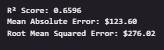 R² Score: 0.6596
Mean Absolute Error: $123.60
Root Mean Squared Error: $276.02